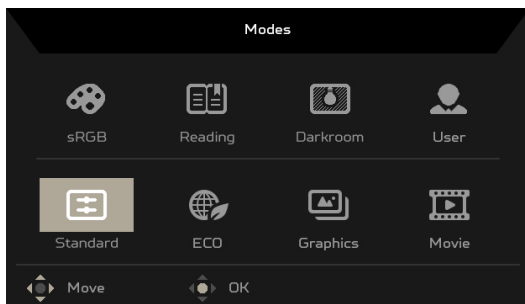 Modes
sRGB Reading Darkroom User
Standard ECO Graphics Movie
Move OK